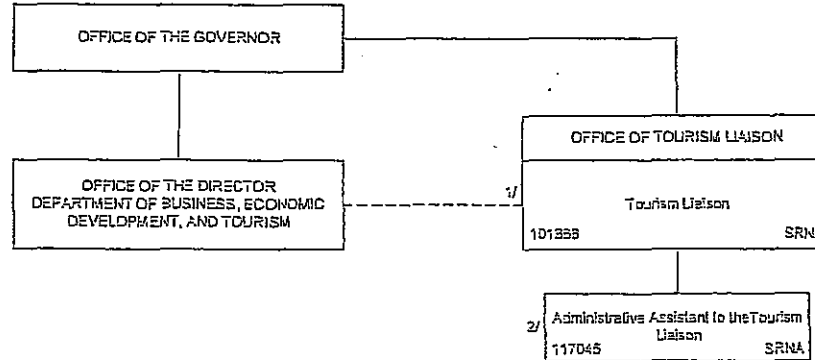 OFFICE OF THE GOVERNOR
OFFICE OF TOURISM LIAISON
OFFICE OF THE DIRECTOR
DEPARTMENT OF BUSINESS, ECONOMIC
DEVELOPMENT, AND TOURISM
1/
Tourism Liaison
SRNA
2/
Administrative Assistant to the Tourism
Liaison
117045 SRNA